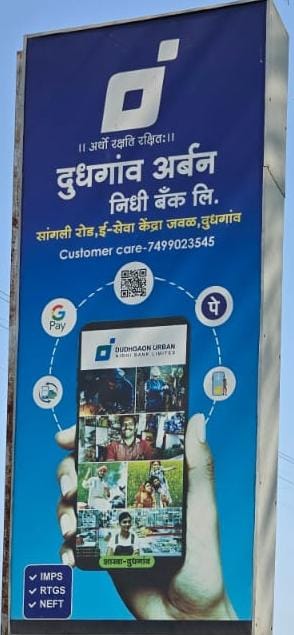 ।। अर्थो रक्षति रक्षित:।।
दुधगांव अर्बन
निधी बँक लि.
सांगली रोड,ई-सेवा केंद्रा जवळ,दुधगांव
Customer care-7499023545
G Pay
पे
DUDHGAON URBAN
NIDHI BANK LIMITED
शाखा-दुधगांव
IMPS
RTGS
NEFT